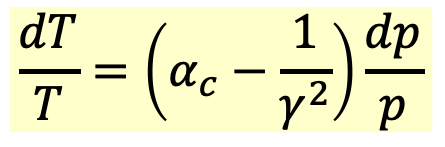 dT/T = (α_c − 1/γ²) dp/p